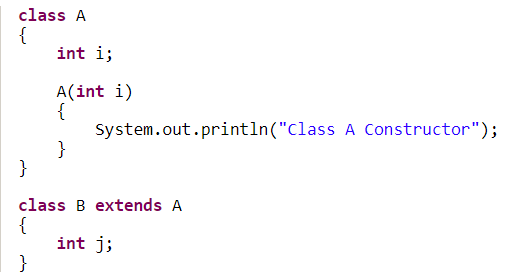 class A
{
    int i;

    A(int i)
    {
        System.out.println("Class A Constructor");
    }
}

class B extends A
{
    int j;
}